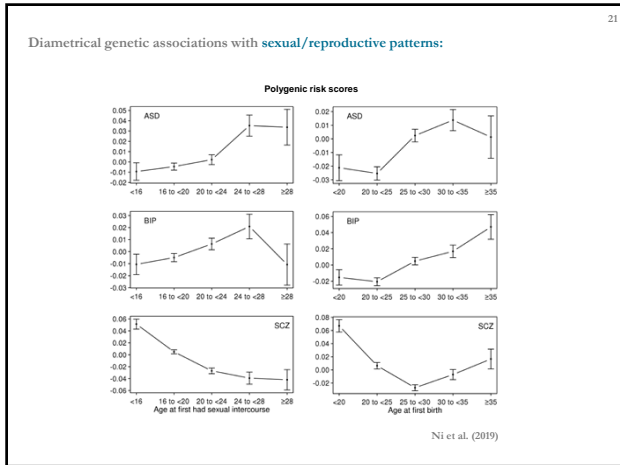 21
Diametrical genetic associations with sexual/reproductive patterns:
Polygenic risk scores
ASD
0.05
0.04
0.03
0.02
0.01
0.00
-0.01
-0.02
<16 16 to <20 20 to <24 24 to <28 ≥28
ASD
0.02
0.01
0.00
-0.01
-0.02
-0.03
<20 20 to <25 25 to <30 30 to <35 ≥35
BIP
0.03
0.02
0.01
0.00
-0.01
-0.01
-0.03
<16 16 to <20 20 to <24 24 to <28 ≥28
BIP
0.06
0.04
0.02
0.00
-0.02
<20 20 to <25 25 to <30 30 to <35 ≥35
SCZ
0.06
0.04
0.02
0.00
-0.02
-0.04
-0.06
<16 16 to <20 20 to <24 24 to <28 ≥28
Age at first had sexual intercourse
SCZ
0.08
0.06
0.04
0.02
0.00
-0.02
<20 20 to <25 25 to <30 30 to <35 ≥35
Age at first birth
Ni et al. (2019)